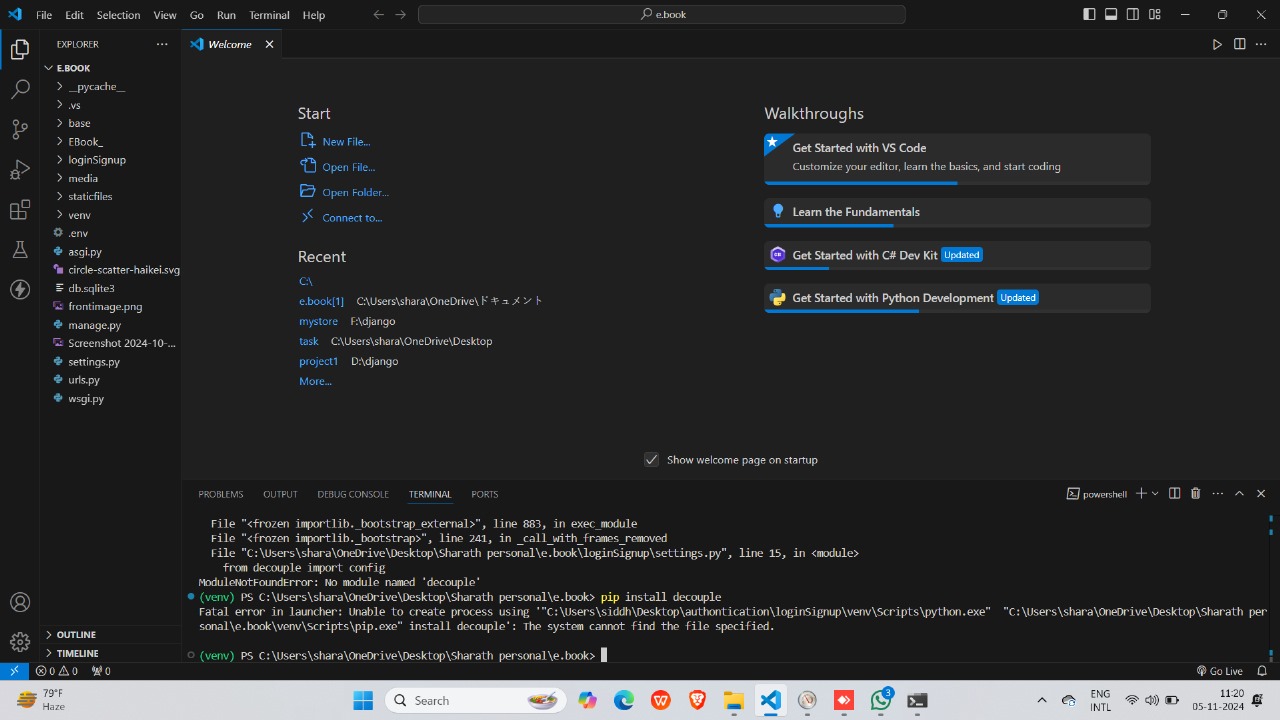 File Edit Selection View Go Run Terminal Help
e.book
EXPLORER
Welcome
E.BOOK
__pycache__
.vs
base
EBook_
loginSignup
media
staticfiles
venv
.env
asgi.py
circle-scatter-haikei.svg
db.sqlite3
frontimage.png
manage.py
Screenshot 2024-10-...
settings.py
urls.py
wsgi.py
OUTLINE
TIMELINE
Start
New File...
Open File...
Open Folder...
Connect to...
Recent
C:\
e.book[1] C:\Users\shara\OneDrive\ドキュメント
mystore F:\django
task C:\Users\shara\OneDrive\Desktop
project1 D:\django
More...
Walkthroughs
Get Started with VS Code
Customize your editor, learn the basics, and start coding
Learn the Fundamentals
Get Started with C# Dev Kit Updated
Get Started with Python Development Updated
Show welcome page on startup
PROBLEMS OUTPUT DEBUG CONSOLE TERMINAL PORTS
powershell
File "<frozen importlib._bootstrap_external>", line 883, in exec_module
File "<frozen importlib._bootstrap>", line 241, in _call_with_frames_removed
File "C:\Users\shara\OneDrive\Desktop\Sharath personal\e.book\loginSignup\settings.py", line 15, in <module>
from decouple import config
ModuleNotFoundError: No module named 'decouple'
(venv) PS C:\Users\shara\OneDrive\Desktop\Sharath personal\e.book> pip install decouple
Fatal error in launcher: Unable to create process using '"C:\Users\siddh\Desktop\authontication\loginSignup\venv\Scripts\python.exe" "C:\Users\shara\OneDrive\Desktop\Sharath per
sonal\e.book\venv\Scripts\pip.exe" install decouple': The system cannot find the file specified.
(venv) PS C:\Users\shara\OneDrive\Desktop\Sharath personal\e.book>
0 0 0
Go Live
79°F
Haze
Search
3
ENG
INTL
11:20
05-11-2024